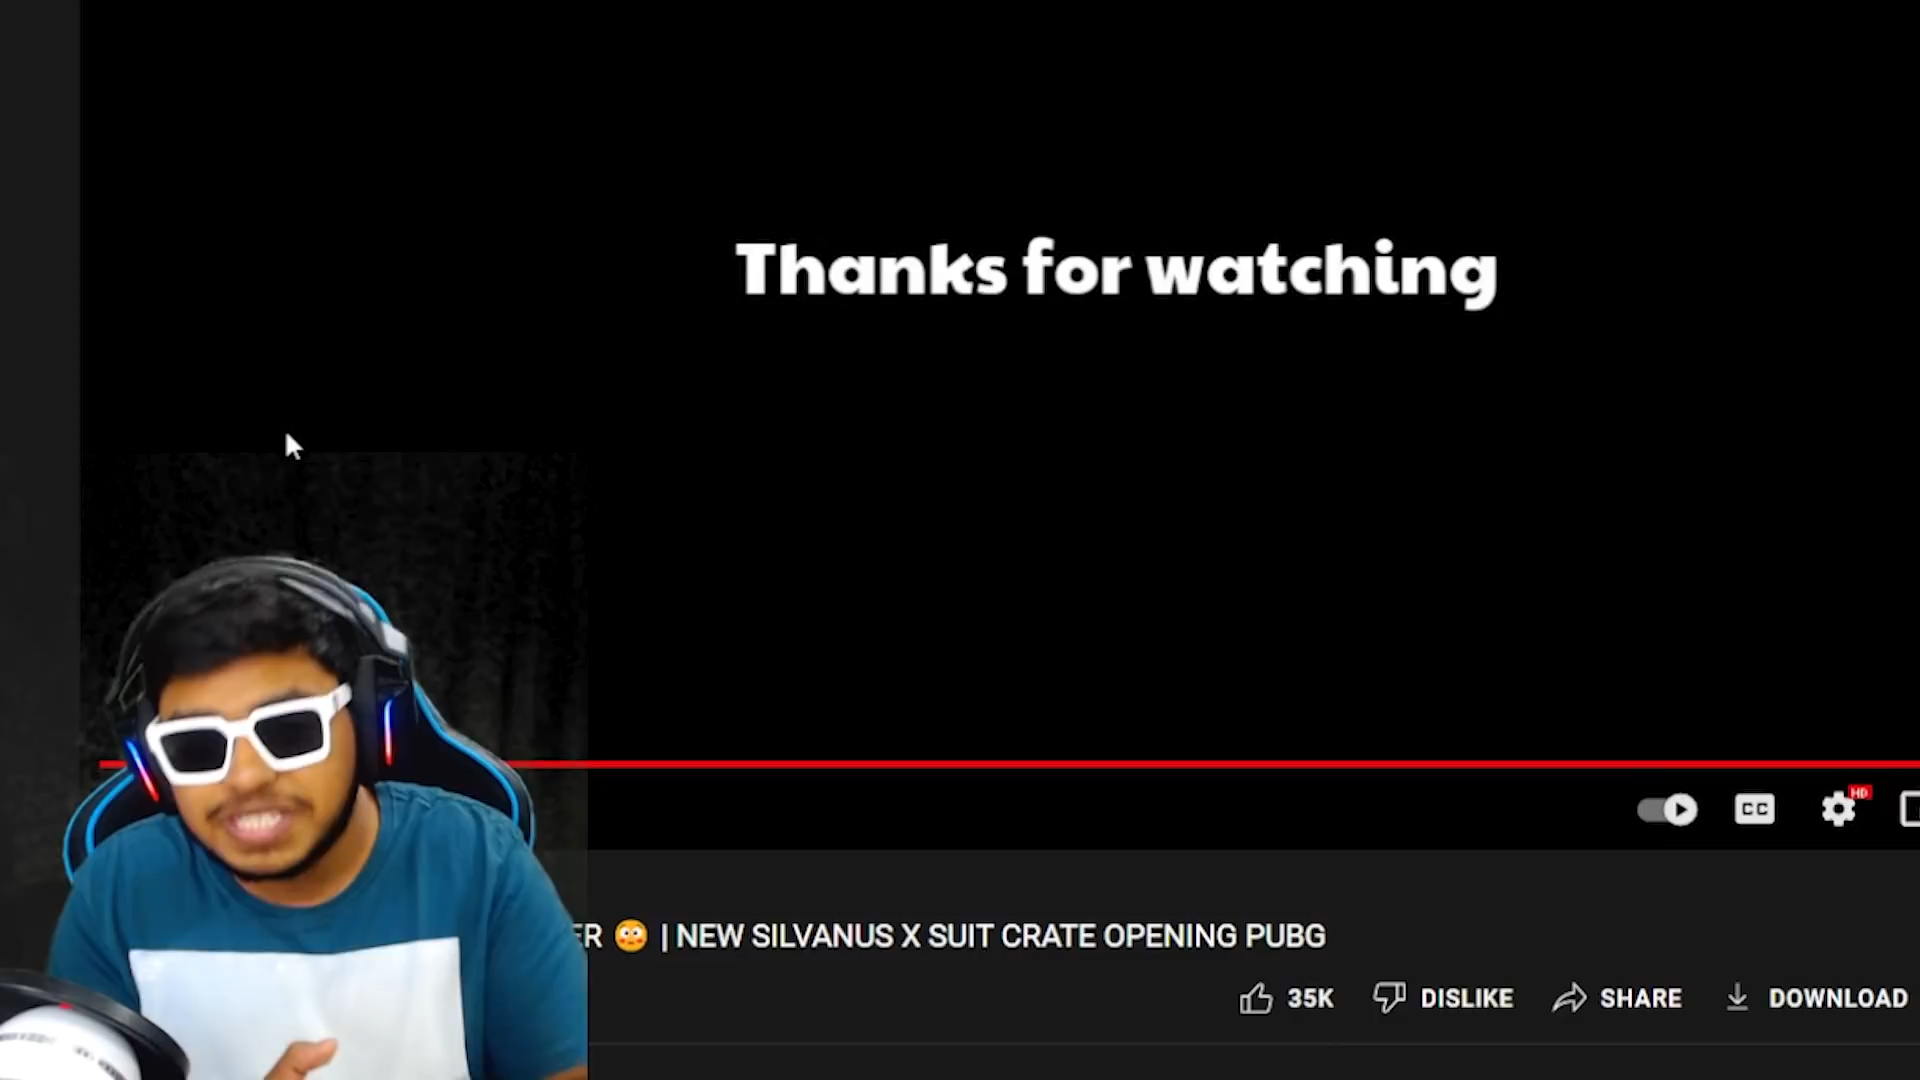 Thanks for watching
CC
HD
ER 😳 | NEW SILVANUS X SUIT CRATE OPENING PUBG
35K DISLIKE SHARE DOWNLOAD